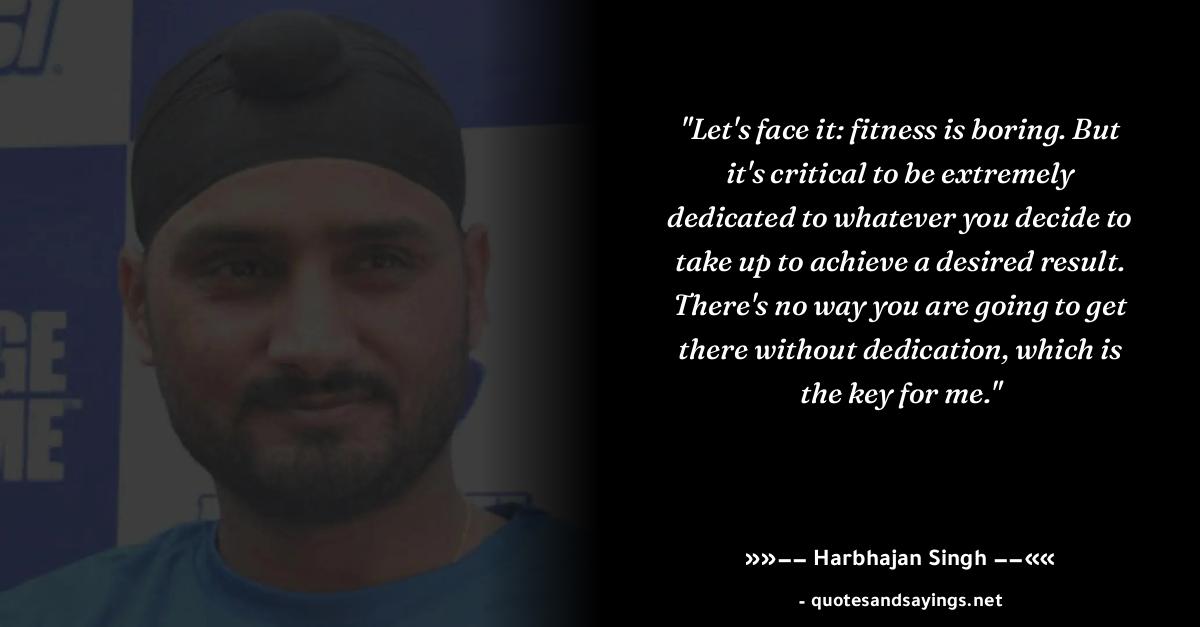 "Let's face it: fitness is boring. But
it's critical to be extremely
dedicated to whatever you decide to
take up to achieve a desired result.
There's no way you are going to get
there without dedication, which is
the key for me."
»»−− Harbhajan Singh −−««
- quotesandsayings.net
GE
ME